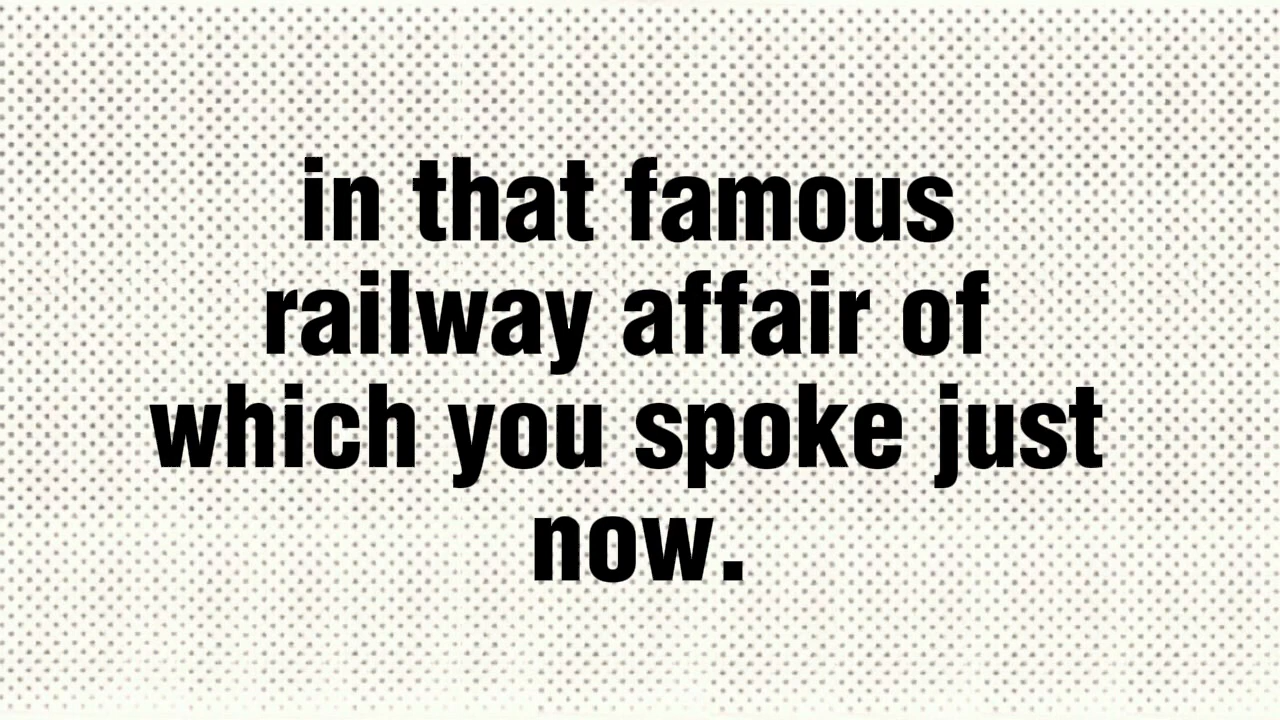 in that famous
railway affair of
which you spoke just
now.